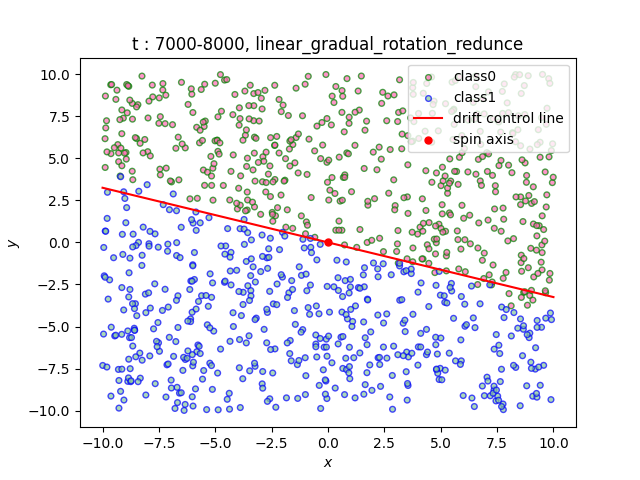 t : 7000-8000, linear_gradual_rotation_redunce
class0
class1
drift control line
spin axis
10.0
7.5
5.0
2.5
0.0
−2.5
−5.0
−7.5
−10.0
y
−10.0 −7.5 −5.0 −2.5 0.0 2.5 5.0 7.5 10.0
x